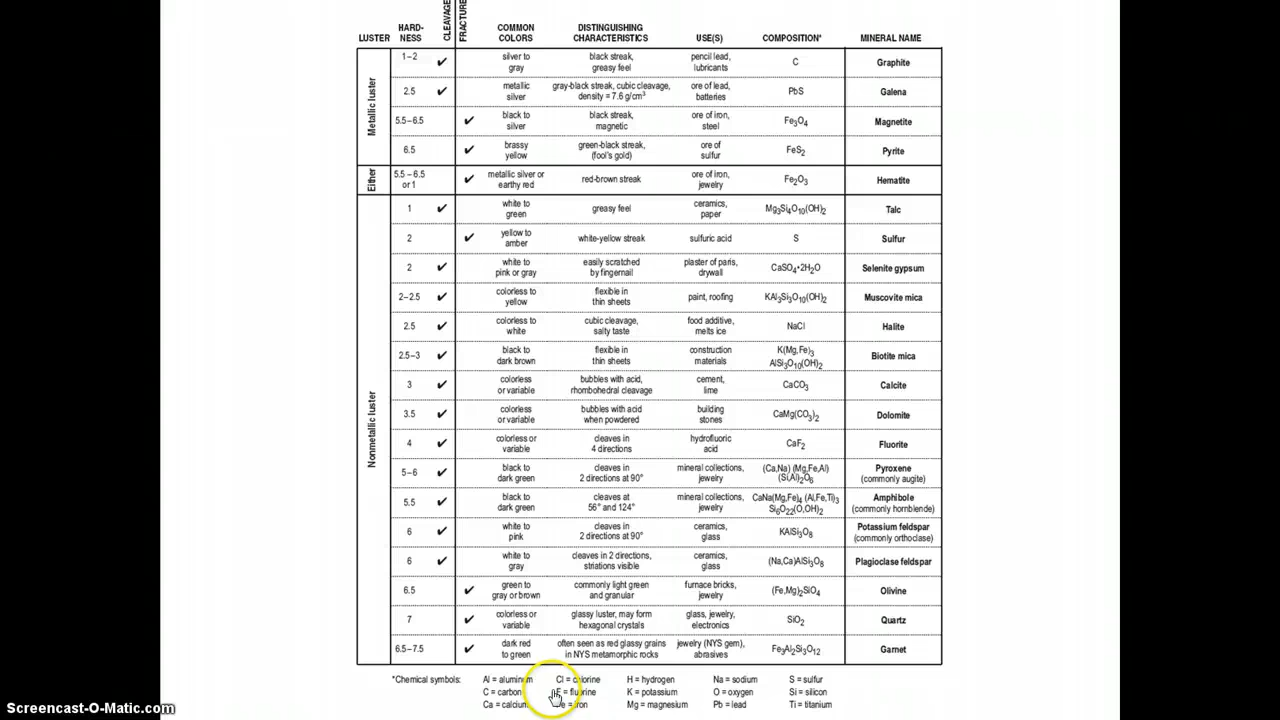 LUSTER HARD-NESS CLEAVAGE FRACTURE COMMON COLORS DISTINGUISHING CHARACTERISTICS USE(S) COMPOSITION* MINERAL NAME
Metallic luster
1–2 ✔ silver to gray black streak, greasy feel pencil lead, lubricants C Graphite
2.5 ✔ metallic silver gray-black streak, cubic cleavage, density = 7.6 g/cm³ ore of lead, batteries PbS Galena
5.5–6.5 ✔ black to silver black streak, magnetic ore of iron, steel Fe₃O₄ Magnetite
6.5 ✔ brassy yellow green-black streak, (fool's gold) ore of sulfur FeS₂ Pyrite
Either
5.5 – 6.5 or 1 ✔ metallic silver or earthy red red-brown streak ore of iron, jewelry Fe₂O₃ Hematite
Nonmetallic luster
1 ✔ white to green greasy feel ceramics, paper Mg₃Si₄O₁₀(OH)₂ Talc
2 ✔ yellow to amber white-yellow streak sulfuric acid S Sulfur
2 ✔ white to pink or gray easily scratched by fingernail plaster of paris, drywall CaSO₄•2H₂O Selenite gypsum
2–2.5 ✔ colorless to yellow flexible in thin sheets paint, roofing KAl₃Si₃O₁₀(OH)₂ Muscovite mica
2.5 ✔ colorless to white cubic cleavage, salty taste food additive, melts ice NaCl Halite
2.5–3 ✔ black to dark brown flexible in thin sheets construction materials K(Mg,Fe)₃ AlSi₃O₁₀(OH)₂ Biotite mica
3 ✔ colorless or variable bubbles with acid, rhombohedral cleavage cement, lime CaCO₃ Calcite
3.5 ✔ colorless or variable bubbles with acid when powdered building stones CaMg(CO₃)₂ Dolomite
4 ✔ colorless or variable cleaves in 4 directions hydrofluoric acid CaF₂ Fluorite
5–6 ✔ black to dark green cleaves in 2 directions at 90° mineral collections, jewelry (Ca,Na) (Mg,Fe,Al) (Si,Al)₂O₆ Pyroxene (commonly augite)
5.5 ✔ black to dark green cleaves at 56° and 124° mineral collections, jewelry CaNa(Mg,Fe)₄ (Al,Fe,Ti)₃ Si₆O₂₂(O,OH)₂ Amphibole (commonly hornblende)
6 ✔ white to pink cleaves in 2 directions at 90° ceramics, glass KAlSi₃O₈ Potassium feldspar (commonly orthoclase)
6 ✔ white to gray cleaves in 2 directions, striations visible ceramics, glass (Na,Ca)AlSi₃O₈ Plagioclase feldspar
6.5 ✔ green to gray or brown commonly light green and granular furnace bricks, jewelry (Fe,Mg)₂SiO₄ Olivine
7 ✔ colorless or variable glassy luster, may form hexagonal crystals glass, jewelry, electronics SiO₂ Quartz
6.5–7.5 ✔ dark red to green often seen as red glassy grains in NYS metamorphic rocks jewelry (NYS gem), abrasives Fe₃Al₂Si₃O₁₂ Garnet
*Chemical symbols: Al = aluminum Cl = chlorine H = hydrogen Na = sodium S = sulfur
C = carbon F = fluorine K = potassium O = oxygen Si = silicon
Ca = calcium Fe = iron Mg = magnesium Pb = lead Ti = titanium
Screencast-O-Matic.com